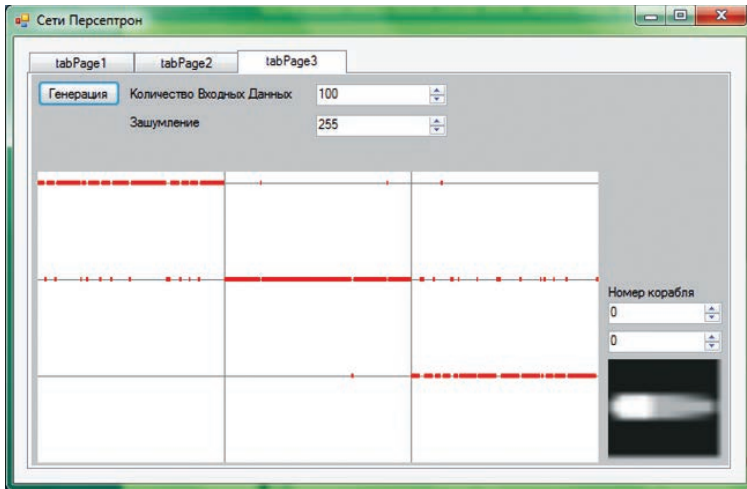 Сети Персептрон
tabPage1 tabPage2 tabPage3
Генерация Количество Входных Данных 100
Зашумление 255
Номер корабля
0
0